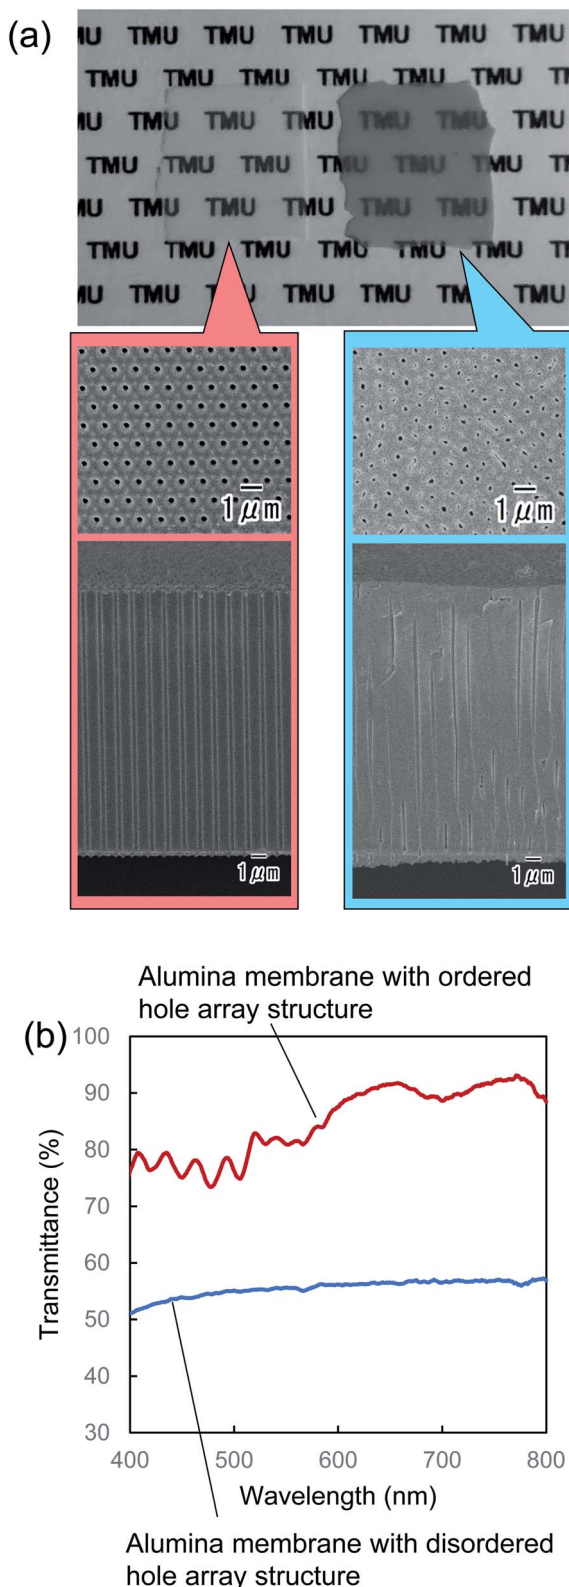 (a)
MU TMU TMU TMU TMU TMU TMU
TMU TMU TMU TMU TMU TMU T
MU TMU TMU TMU TMU TMU TMU
TMU TMU TMU TMU TMU TMU T
MU TMU TMU TMU TMU TMU TMU
TMU TMU TMU TMU TMU TMU T
MU TMU TMU TMU TMU TMU TMU
1 μm
1 μm
1 μm
1 μm
Alumina membrane with ordered
hole array structure
(b)
100
90
80
70
60
50
40
30
Transmittance (%)
400 500 600 700 800
Wavelength (nm)
Alumina membrane with disordered
hole array structure